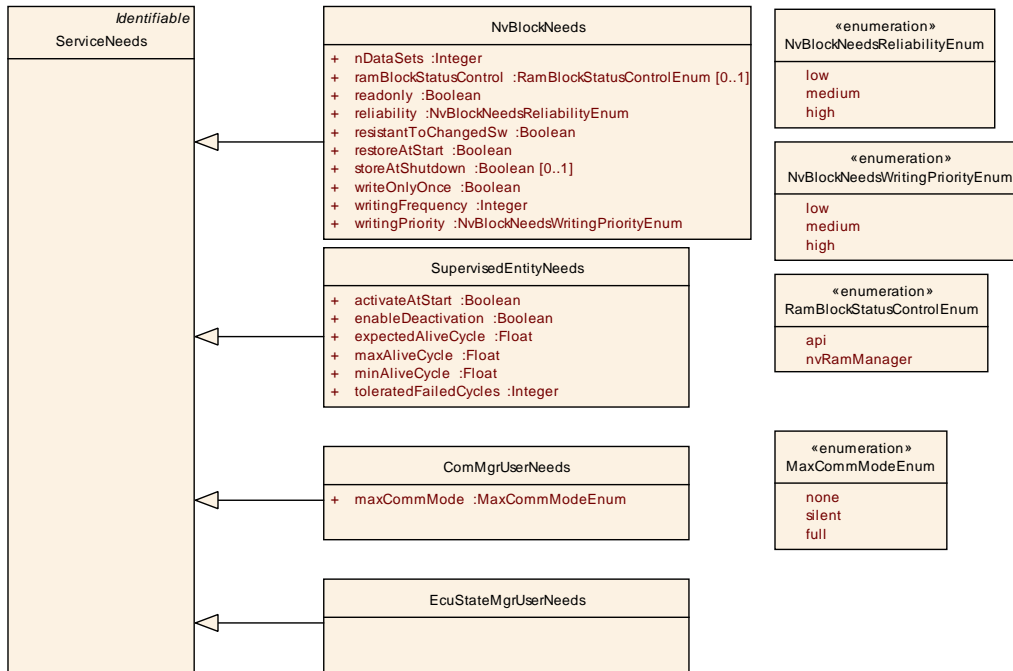 Identifiable
ServiceNeeds
NvBlockNeeds
+ nDataSets :Integer
+ ramBlockStatusControl :RamBlockStatusControlEnum [0..1]
+ readonly :Boolean
+ reliability :NvBlockNeedsReliabilityEnum
+ resistantToChangedSw :Boolean
+ restoreAtStart :Boolean
+ storeAtShutdown :Boolean [0..1]
+ writeOnlyOnce :Boolean
+ writingFrequency :Integer
+ writingPriority :NvBlockNeedsWritingPriorityEnum
«enumeration»
NvBlockNeedsReliabilityEnum
low
medium
high
«enumeration»
NvBlockNeedsWritingPriorityEnum
low
medium
high
SupervisedEntityNeeds
+ activateAtStart :Boolean
+ enableDeactivation :Boolean
+ expectedAliveCycle :Float
+ maxAliveCycle :Float
+ minAliveCycle :Float
+ toleratedFailedCycles :Integer
«enumeration»
RamBlockStatusControlEnum
api
nvRamManager
ComMgrUserNeeds
+ maxCommMode :MaxCommModeEnum
«enumeration»
MaxCommModeEnum
none
silent
full
EcuStateMgrUserNeeds